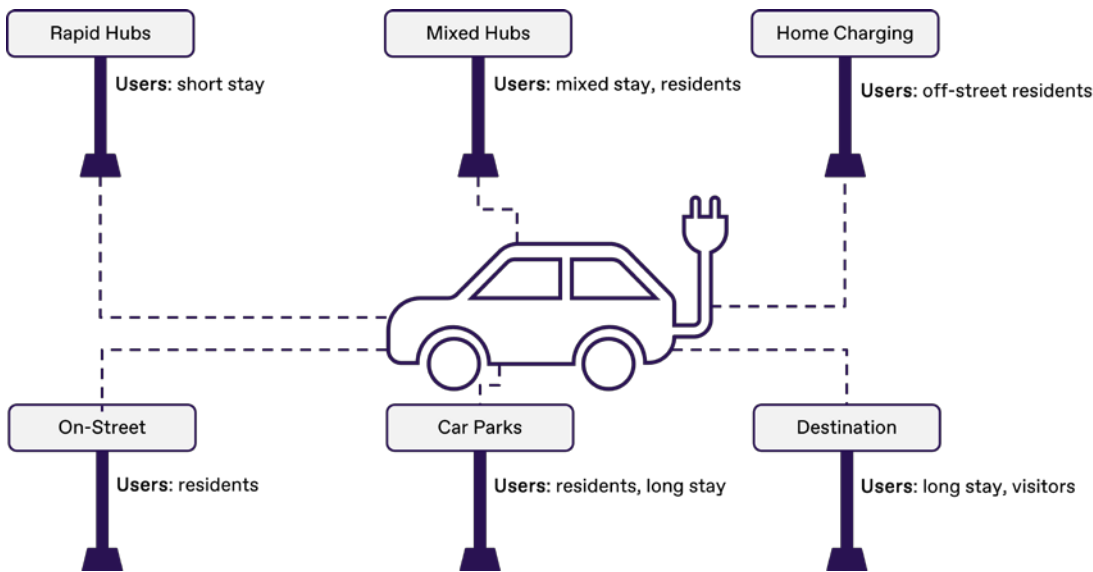 Rapid Hubs
Users: short stay
Mixed Hubs
Users: mixed stay, residents
Home Charging
Users: off-street residents
On-Street
Users: residents
Car Parks
Users: residents, long stay
Destination
Users: long stay, visitors